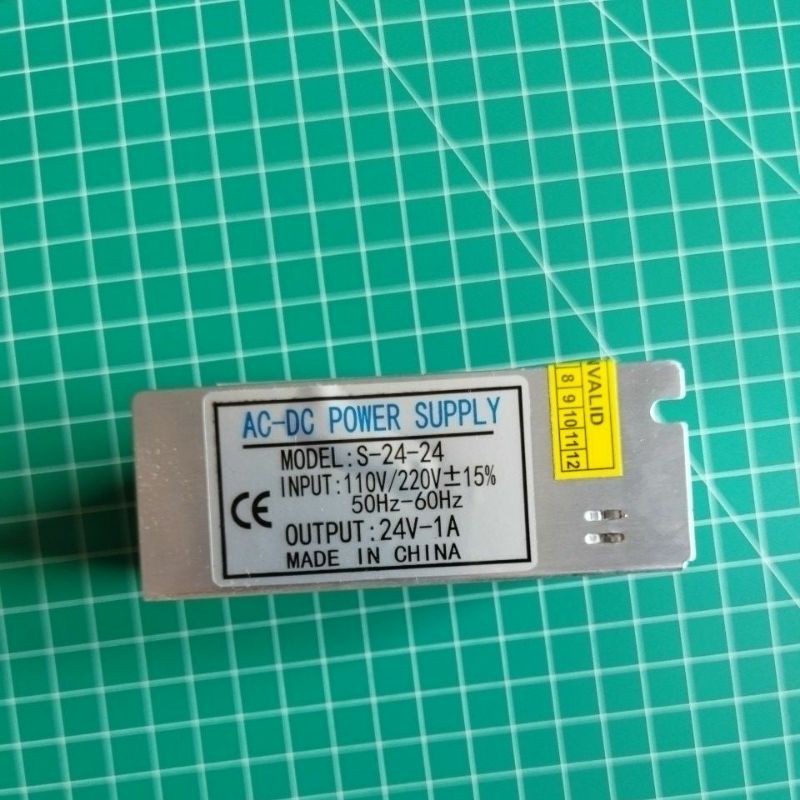 AC-DC POWER SUPPLY
MODEL:S-24-24
INPUT:110V/220V±15%
50Hz-60Hz
CE
OUTPUT:24V-1A
MADE IN CHINA
NVALID
8 9 10 11 12